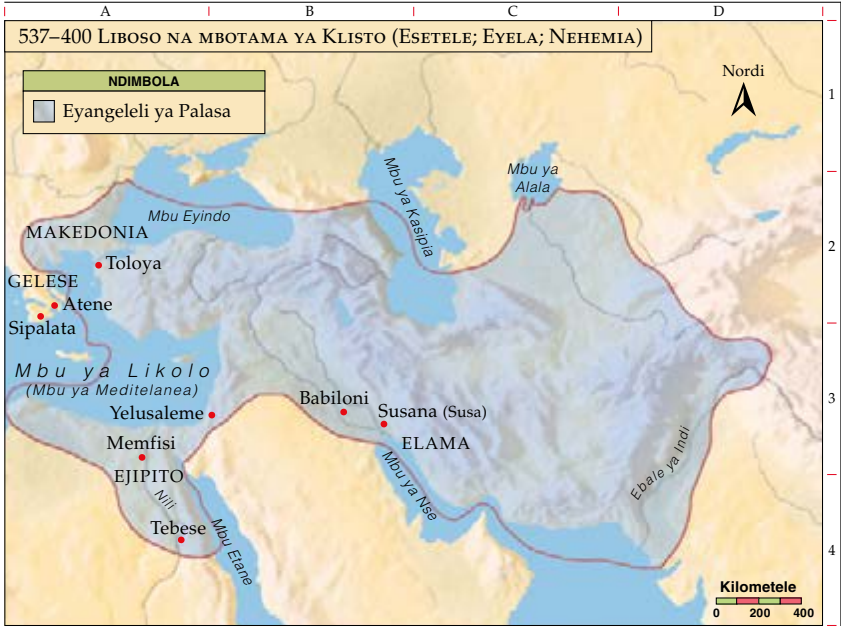 A B C D
537–400 LIBOSO NA MBOTAMA YA KLISTO (ESETELE; EYELA; NEHEMIA)
NDIMBOLA
Eyangeleli ya Palasa
Nordi
1
Mbu ya Kasipia
Mbu ya
Alala
Mbu Eyindo
MAKEDONIA
2
Toloya
GELESE
Atene
Sipalata
Mbu ya Likolo
(Mbu ya Meditelanea)
Babiloni
3
Yelusaleme
Susana (Susa)
Memfisi
ELAMA
EJIPITO
Mbu ya Nse
Ebale ya Indi
Nili
Tebese
Mbu Etane
4
Kilometele
0 200 400